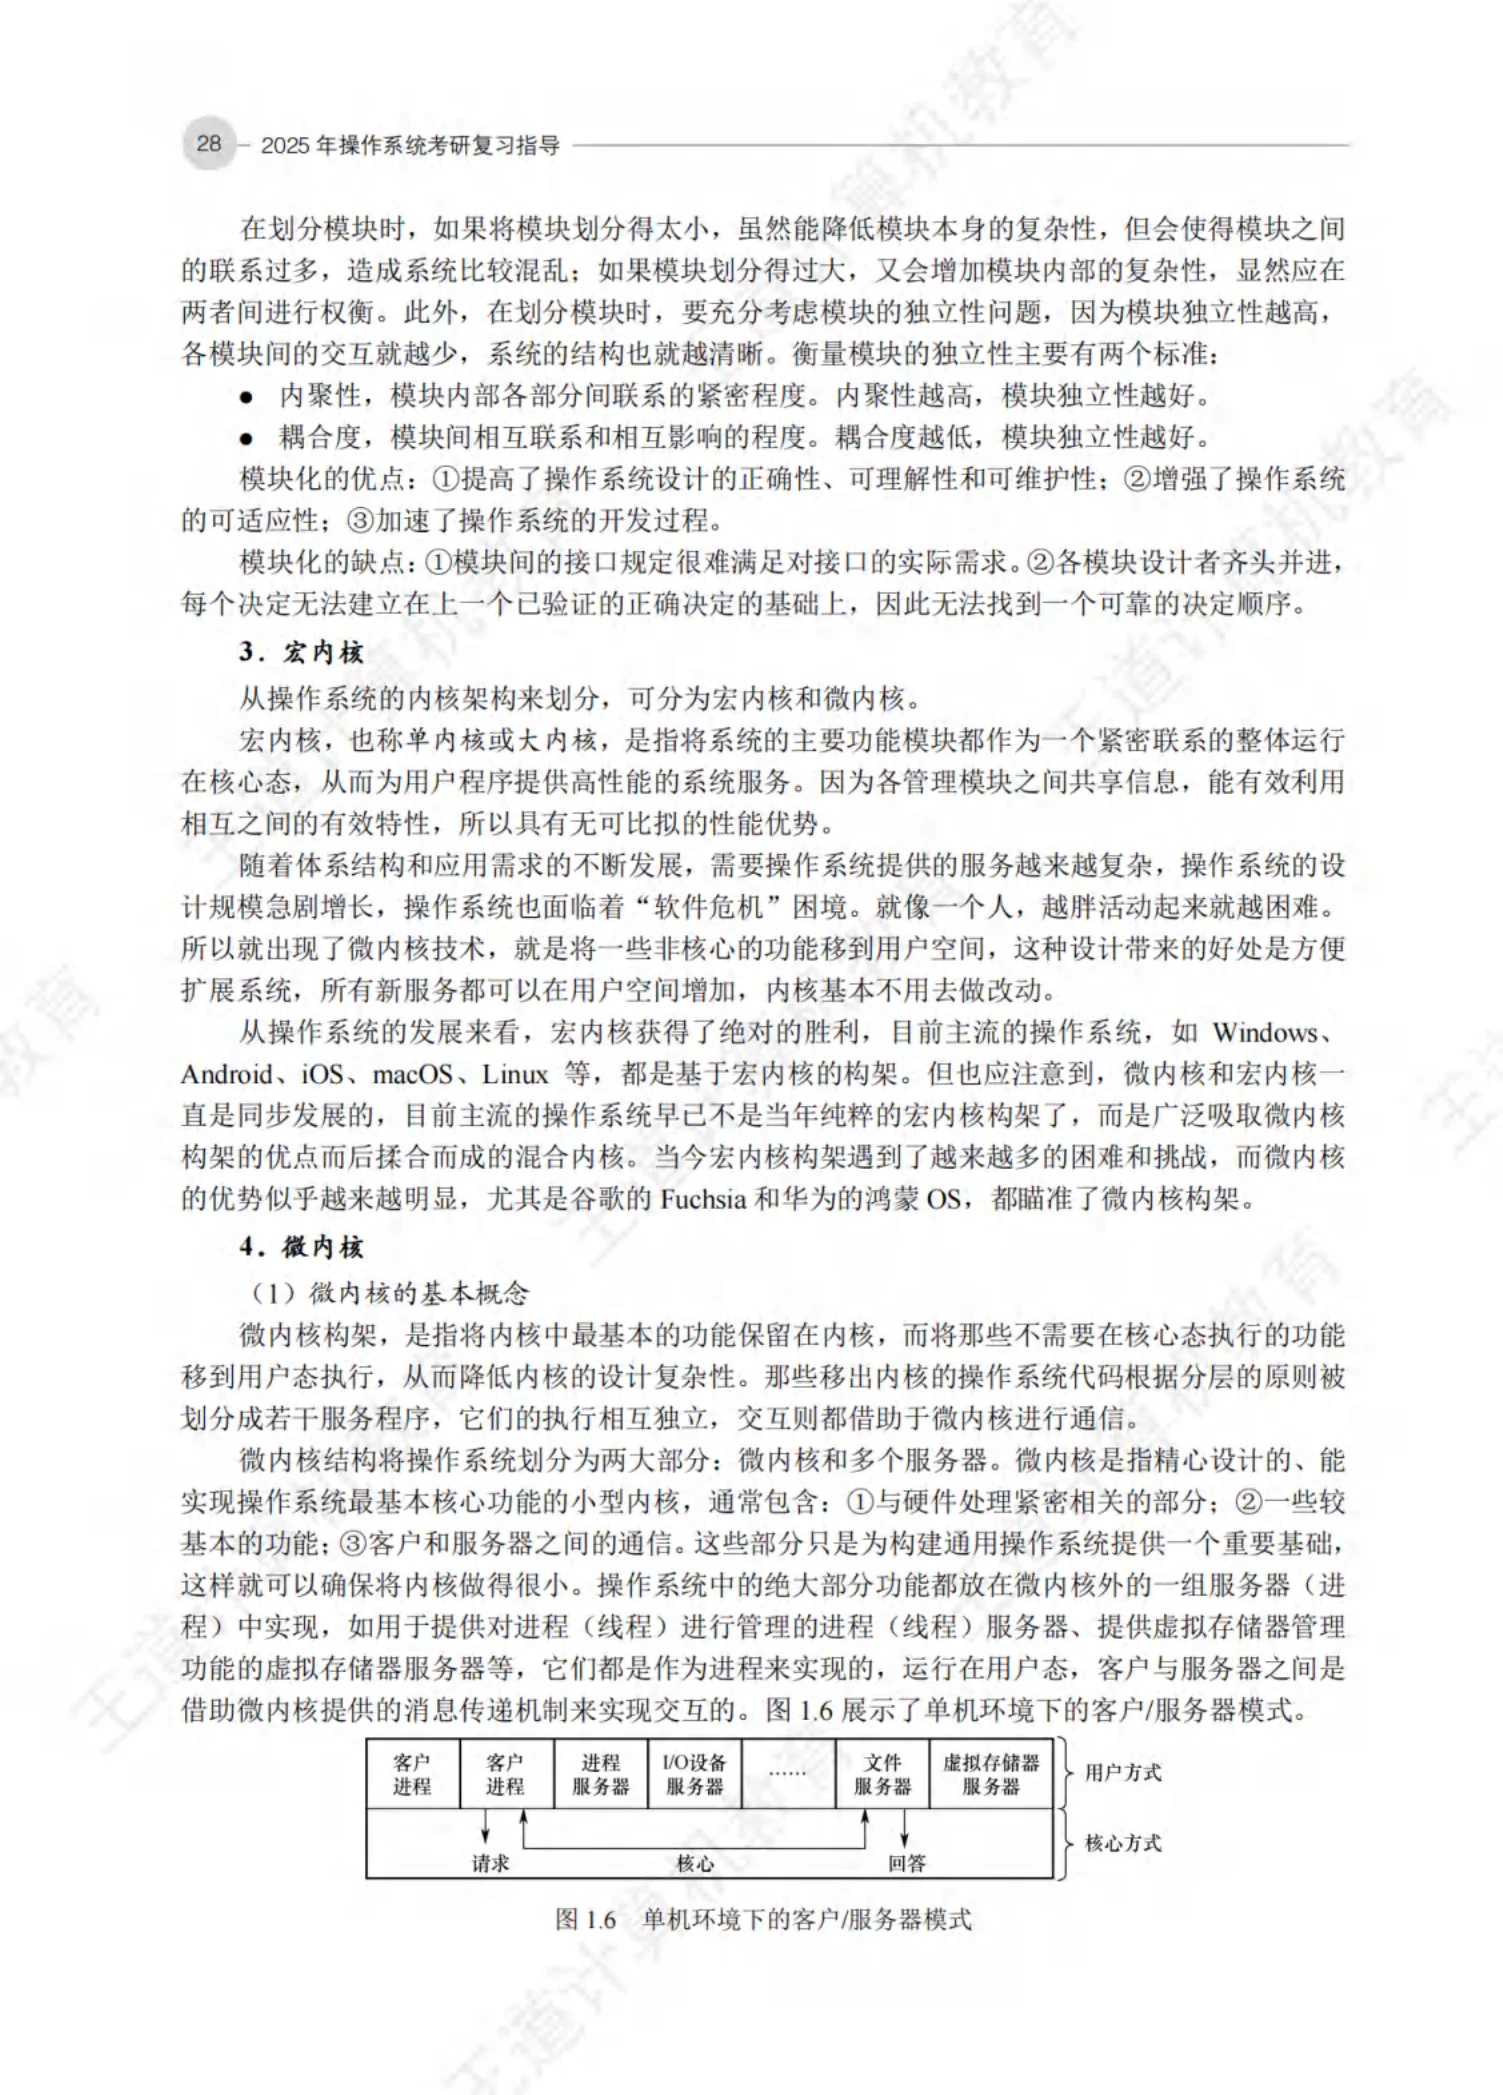 28 2025 年操作系统考研复习指导
在划分模块时，如果将模块划分得太小，虽然能降低模块本身的复杂性，但会使得模块之间
的联系过多，造成系统比较混乱；如果模块划分得过大，又会增加模块内部的复杂性，显然应在
两者间进行权衡。此外，在划分模块时，要充分考虑模块的独立性问题，因为模块独立性越高，
各模块间的交互就越少，系统的结构也就越清晰。衡量模块的独立性主要有两个标准：
● 内聚性，模块内部各部分间联系的紧密程度。内聚性越高，模块独立性越好。
● 耦合度，模块间相互联系和相互影响的程度。耦合度越低，模块独立性越好。
模块化的优点：①提高了操作系统设计的正确性、可理解性和可维护性；②增强了操作系统
的可适应性；③加速了操作系统的开发过程。
模块化的缺点：①模块间的接口规定很难满足对接口的实际需求。②各模块设计者齐头并进，
每个决定无法建立在上一个已验证的正确决定的基础上，因此无法找到一个可靠的决定顺序。
3．宏内核
从操作系统的内核架构来划分，可分为宏内核和微内核。
宏内核，也称单内核或大内核，是指将系统的主要功能模块都作为一个紧密联系的整体运行
在核心态，从而为用户程序提供高性能的系统服务。因为各管理模块之间共享信息，能有效利用
相互之间的有效特性，所以具有无可比拟的性能优势。
随着体系结构和应用需求的不断发展，需要操作系统提供的服务越来越复杂，操作系统的设
计规模急剧增长，操作系统也面临着“软件危机”困境。就像一个人，越胖活动起来就越困难。
所以就出现了微内核技术，就是将一些非核心的功能移到用户空间，这种设计带来的好处是方便
扩展系统，所有新服务都可以在用户空间增加，内核基本不用去做改动。
从操作系统的发展来看，宏内核获得了绝对的胜利，目前主流的操作系统，如 Windows、
Android、iOS、macOS、Linux 等，都是基于宏内核的构架。但也应注意到，微内核和宏内核一
直是同步发展的，目前主流的操作系统早已不是当年纯粹的宏内核构架了，而是广泛吸取微内核
构架的优点而后揉合而成的混合内核。当今宏内核构架遇到了越来越多的困难和挑战，而微内核
的优势似乎越来越明显，尤其是谷歌的 Fuchsia 和华为的鸿蒙 OS，都瞄准了微内核构架。
4．微内核
（1）微内核的基本概念
微内核构架，是指将内核中最基本的功能保留在内核，而将那些不需要在核心态执行的功能
移到用户态执行，从而降低内核的设计复杂性。那些移出内核的操作系统代码根据分层的原则被
划分成若干服务程序，它们的执行相互独立，交互则都借助于微内核进行通信。
微内核结构将操作系统划分为两大部分：微内核和多个服务器。微内核是指精心设计的、能
实现操作系统最基本核心功能的小型内核，通常包含：①与硬件处理紧密相关的部分；②一些较
基本的功能；③客户和服务器之间的通信。这些部分只是为构建通用操作系统提供一个重要基础，
这样就可以确保将内核做得很小。操作系统中的绝大部分功能都放在微内核外的一组服务器（进
程）中实现，如用于提供对进程（线程）进行管理的进程（线程）服务器、提供虚拟存储器管理
功能的虚拟存储器服务器等，它们都是作为进程来实现的，运行在用户态，客户与服务器之间是
借助微内核提供的消息传递机制来实现交互的。图 1.6 展示了单机环境下的客户/服务器模式。
客户 客户 进程 I/O设备 …… 文件 虚拟存储器
进程 进程 服务器 服务器 服务器 服务器
用户方式
核心方式
请求 核心 回答
图 1.6 单机环境下的客户/服务器模式
王道计算机教育
王道计算机教育
王道计算机教育
王道计算机教育
王道计算机教育
王道计算机教育
王道计算机教育
教育
王